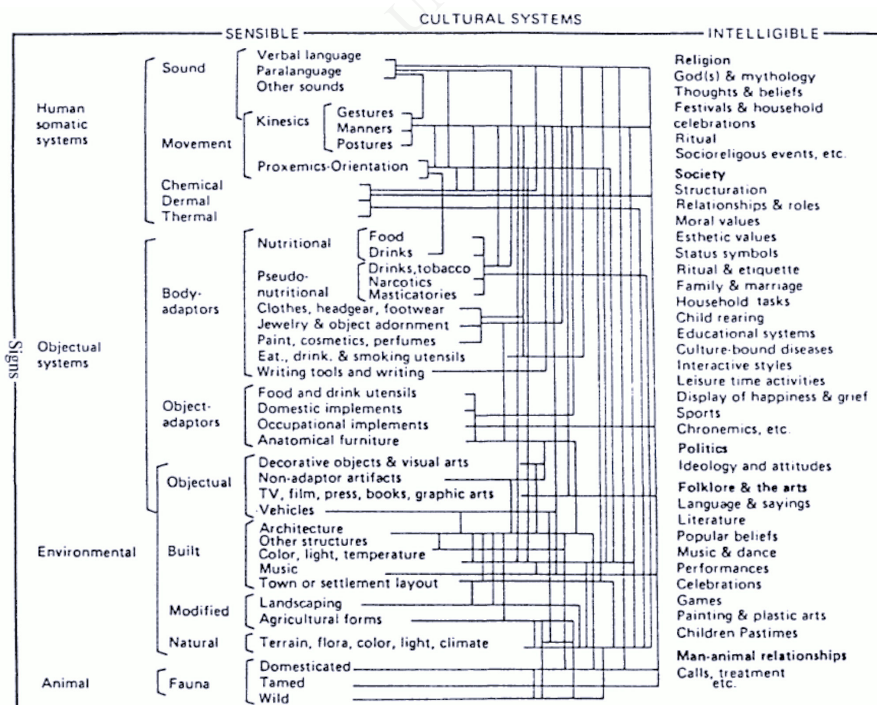 CULTURAL SYSTEMS
SENSIBLE
INTELLIGIBLE
Signs
Human
somatic
systems
Sound
Verbal language
Paralanguage
Other sounds
Movement
Kinesics
Gestures
Manners
Postures
Proxemics-Orientation
Chemical
Dermal
Thermal
Objectual
systems
Body-
adaptors
Nutritional
Food
Drinks
Pseudo-
nutritional
Drinks,tobacco
Narcotics
Masticatories
Clothes, headgear, footwear
Jewelry & object adornment
Paint, cosmetics, perfumes
Eat., drink. & smoking utensils
Writing tools and writing
Object-
adaptors
Food and drink utensils
Domestic implements
Occupational implements
Anatomical furniture
Environmental
Objectual
Decorative objects & visual arts
Non-adaptor artifacts
TV, film, press, books, graphic arts
Vehicles
Built
Architecture
Other structures
Color, light, temperature
Music
Town or settlement layout
Modified
Landscaping
Agricultural forms
Natural
Terrain, flora, color, light, climate
Animal
Fauna
Domesticated
Tamed
Wild
Religion
God(s) & mythology
Thoughts & beliefs
Festivals & household
celebrations
Ritual
Socioreligous events, etc.
Society
Structuration
Relationships & roles
Moral values
Esthetic values
Status symbols
Ritual & etiquette
Family & marriage
Household tasks
Child rearing
Educational systems
Culture-bound diseases
Interactive styles
Leisure time activities
Display of happiness & grief
Sports
Chronemics, etc.
Politics
Ideology and attitudes
Folklore & the arts
Language & sayings
Literature
Popular beliefs
Music & dance
Performances
Celebrations
Games
Painting & plastic arts
Children Pastimes
Man-animal relationships
Calls, treatment
etc.